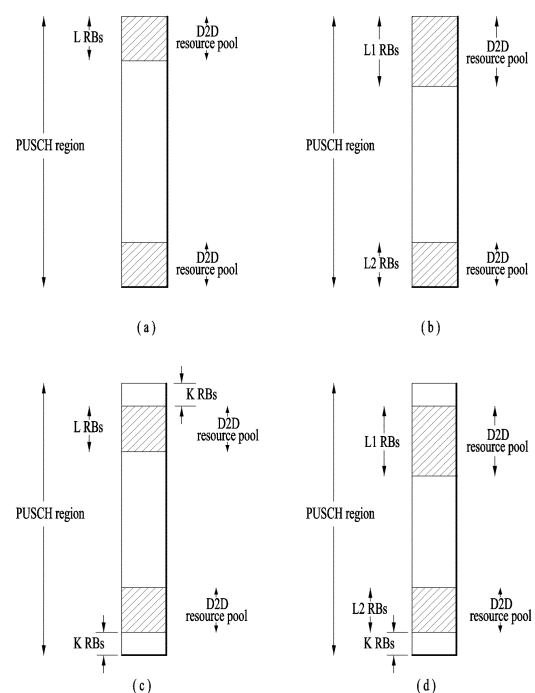 L RBs
D2D
resource pool
PUSCH region
D2D
resource pool
(a)
L1 RBs
D2D
resource pool
PUSCH region
L2 RBs
D2D
resource pool
(b)
K RBs
L RBs
D2D
resource pool
PUSCH region
D2D
resource pool
K RBs
(c)
L1 RBs
D2D
resource pool
PUSCH region
L2 RBs
D2D
resource pool
K RBs
(d)